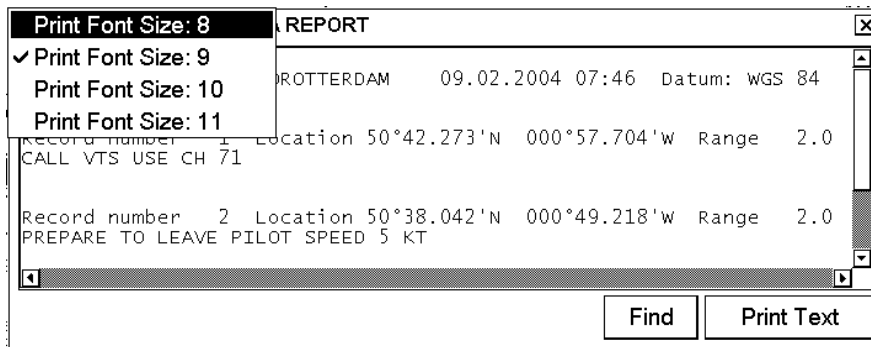 Print Font Size: 8
A REPORT
✓ Print Font Size: 9
Print Font Size: 10
Print Font Size: 11
ROTTERDAM 09.02.2004 07:46 Datum: WGS 84
Record number 1 Location 50°42.273'N 000°57.704'W Range 2.0
CALL VTS USE CH 71
Record number 2 Location 50°38.042'N 000°49.218'W Range 2.0
PREPARE TO LEAVE PILOT SPEED 5 KT
Find
Print Text